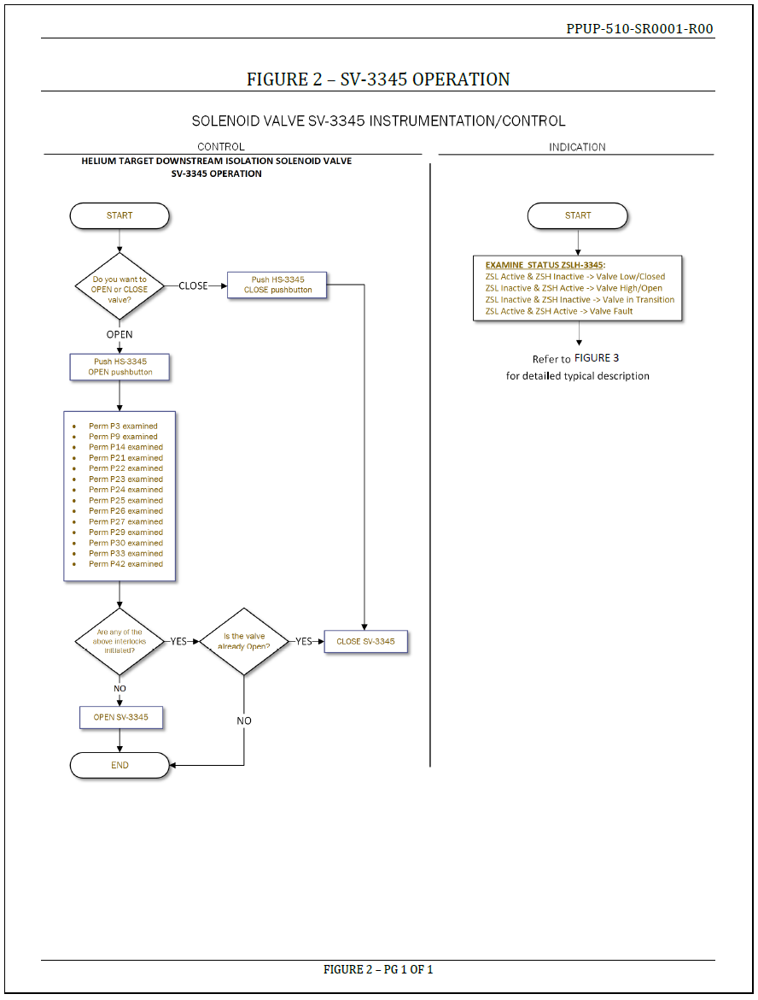 PPUP-510-SR0001-R00
FIGURE 2 – SV-3345 OPERATION
SOLENOID VALVE SV-3345 INSTRUMENTATION/CONTROL
CONTROL
HELIUM TARGET DOWNSTREAM ISOLATION SOLENOID VALVE
SV-3345 OPERATION
START
Do you want to
OPEN or CLOSE
valve?
CLOSE
Push HS-3345
CLOSE pushbutton
OPEN
Push HS-3345
OPEN pushbutton
• Perm P3 examined
• Perm P9 examined
• Perm P14 examined
• Perm P21 examined
• Perm P22 examined
• Perm P23 examined
• Perm P24 examined
• Perm P25 examined
• Perm P26 examined
• Perm P27 examined
• Perm P29 examined
• Perm P30 examined
• Perm P33 examined
• Perm P42 examined
Are any of the
above interlocks
initiated?
YES
Is the valve
already Open?
YES
CLOSE SV-3345
NO
OPEN SV-3345
NO
END
INDICATION
START
EXAMINE STATUS ZSLH-3345:
ZSL Active & ZSH Inactive -> Valve Low/Closed
ZSL Inactive & ZSH Active -> Valve High/Open
ZSL Inactive & ZSH Inactive -> Valve in Transition
ZSL Active & ZSH Active -> Valve Fault
Refer to FIGURE 3
for detailed typical description
FIGURE 2 – PG 1 OF 1